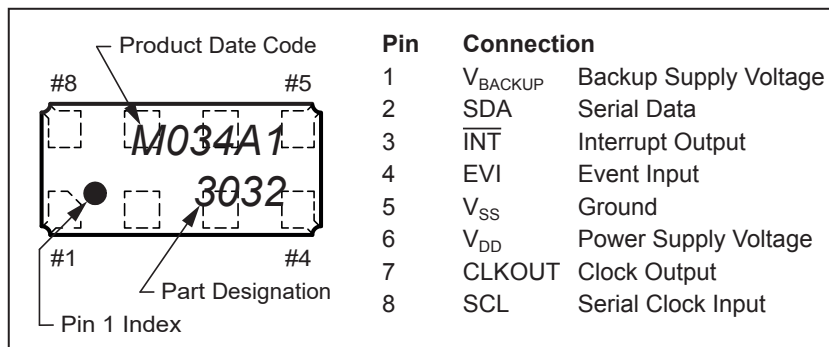 Product Date Code
#8 #5
M034A1
3032
#1 #4
Part Designation
Pin 1 Index
Pin Connection
1 VBACKUP Backup Supply Voltage
2 SDA Serial Data
3 I̅N̅T̅ Interrupt Output
4 EVI Event Input
5 VSS Ground
6 VDD Power Supply Voltage
7 CLKOUT Clock Output
8 SCL Serial Clock Input